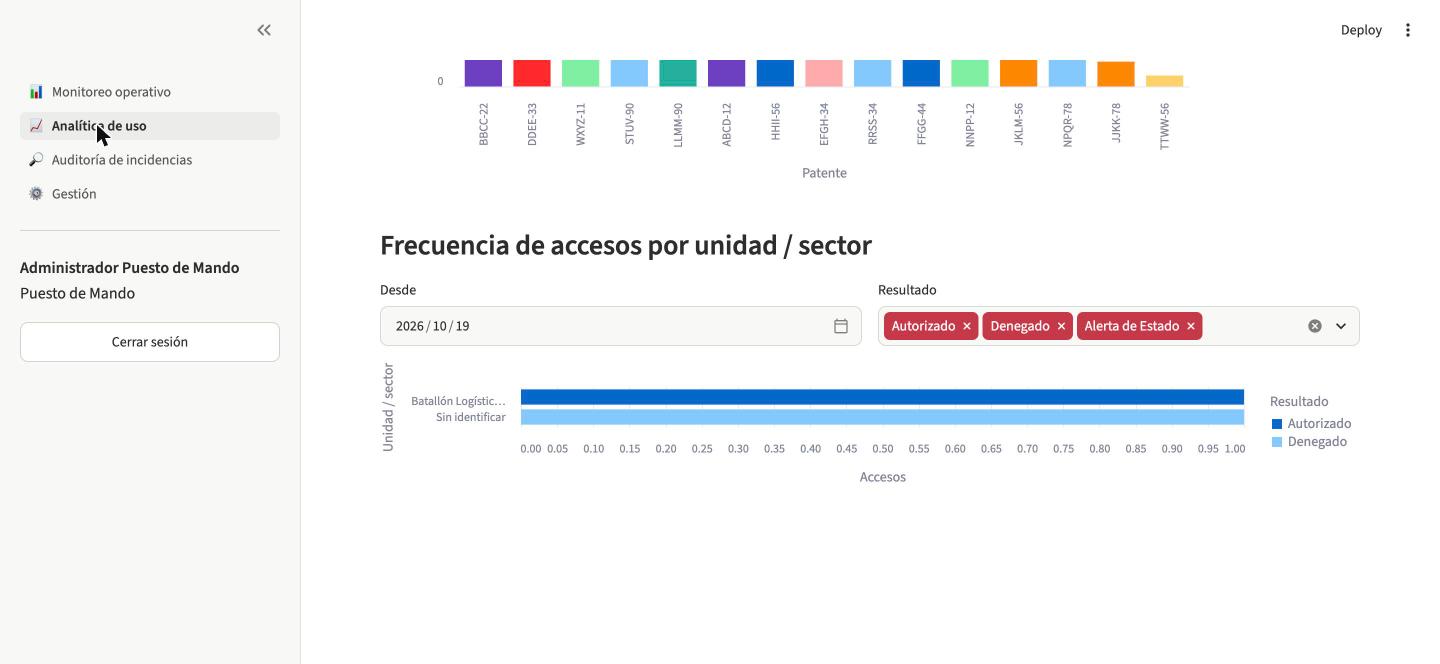 Deploy
Monitoreo operativo
Analítica de uso
Auditoría de incidencias
Gestión
Administrador Puesto de Mando
Puesto de Mando
Cerrar sesión
0
BBCC-22
DDEE-33
WXYZ-11
STUV-90
LLMM-90
ABCD-12
HHII-56
EFGH-34
RRSS-34
FFGG-44
NNPP-12
JKLM-56
NPQR-78
JJKK-78
TTWW-56
Patente
Frecuencia de accesos por unidad / sector
Desde
2026 / 10 / 19
Resultado
Autorizado
Denegado
Alerta de Estado
Unidad / sector
Batallón Logístic…
Sin identificar
0.00 0.05 0.10 0.15 0.20 0.25 0.30 0.35 0.40 0.45 0.50 0.55 0.60 0.65 0.70 0.75 0.80 0.85 0.90 0.95 1.00
Accesos
Resultado
Autorizado
Denegado